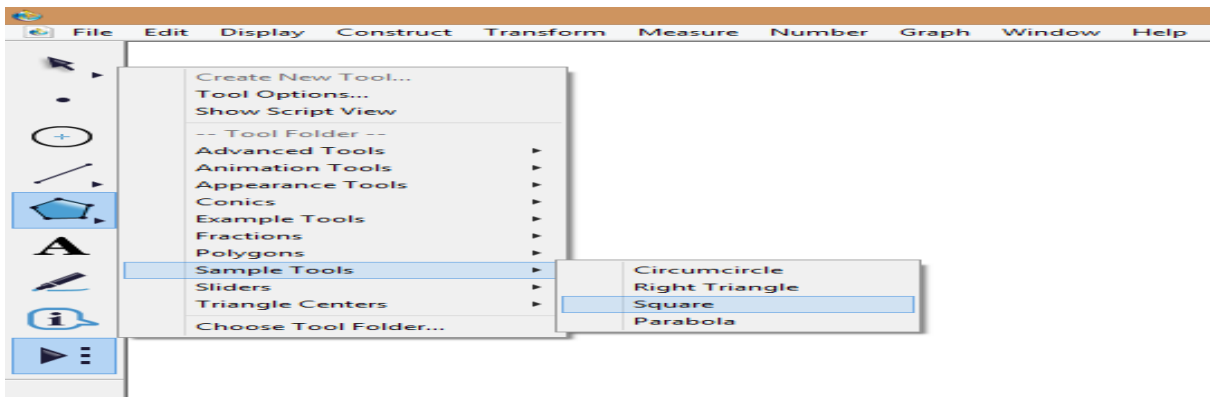 File Edit Display Construct Transform Measure Number Graph Window Help
Create New Tool...
Tool Options...
Show Script View
-- Tool Folder --
Advanced Tools
Animation Tools
Appearance Tools
Conics
Example Tools
Fractions
Polygons
Sample Tools
Sliders
Triangle Centers
Choose Tool Folder...
Circumcircle
Right Triangle
Square
Parabola
A
i